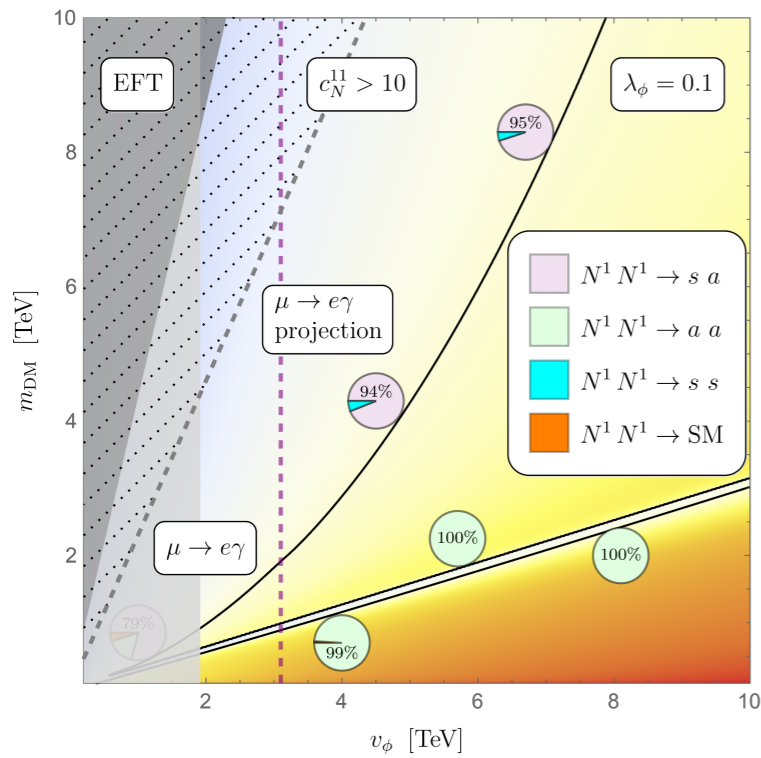 10
8
6
4
2
m_DM [TeV]
EFT
c_N^11 > 10
λ_ϕ = 0.1
95%
μ → eγ
projection
94%
N^1 N^1 → s a
N^1 N^1 → a a
N^1 N^1 → s s
N^1 N^1 → SM
μ → eγ
100%
100%
79%
99%
2
4
6
8
10
v_ϕ [TeV]